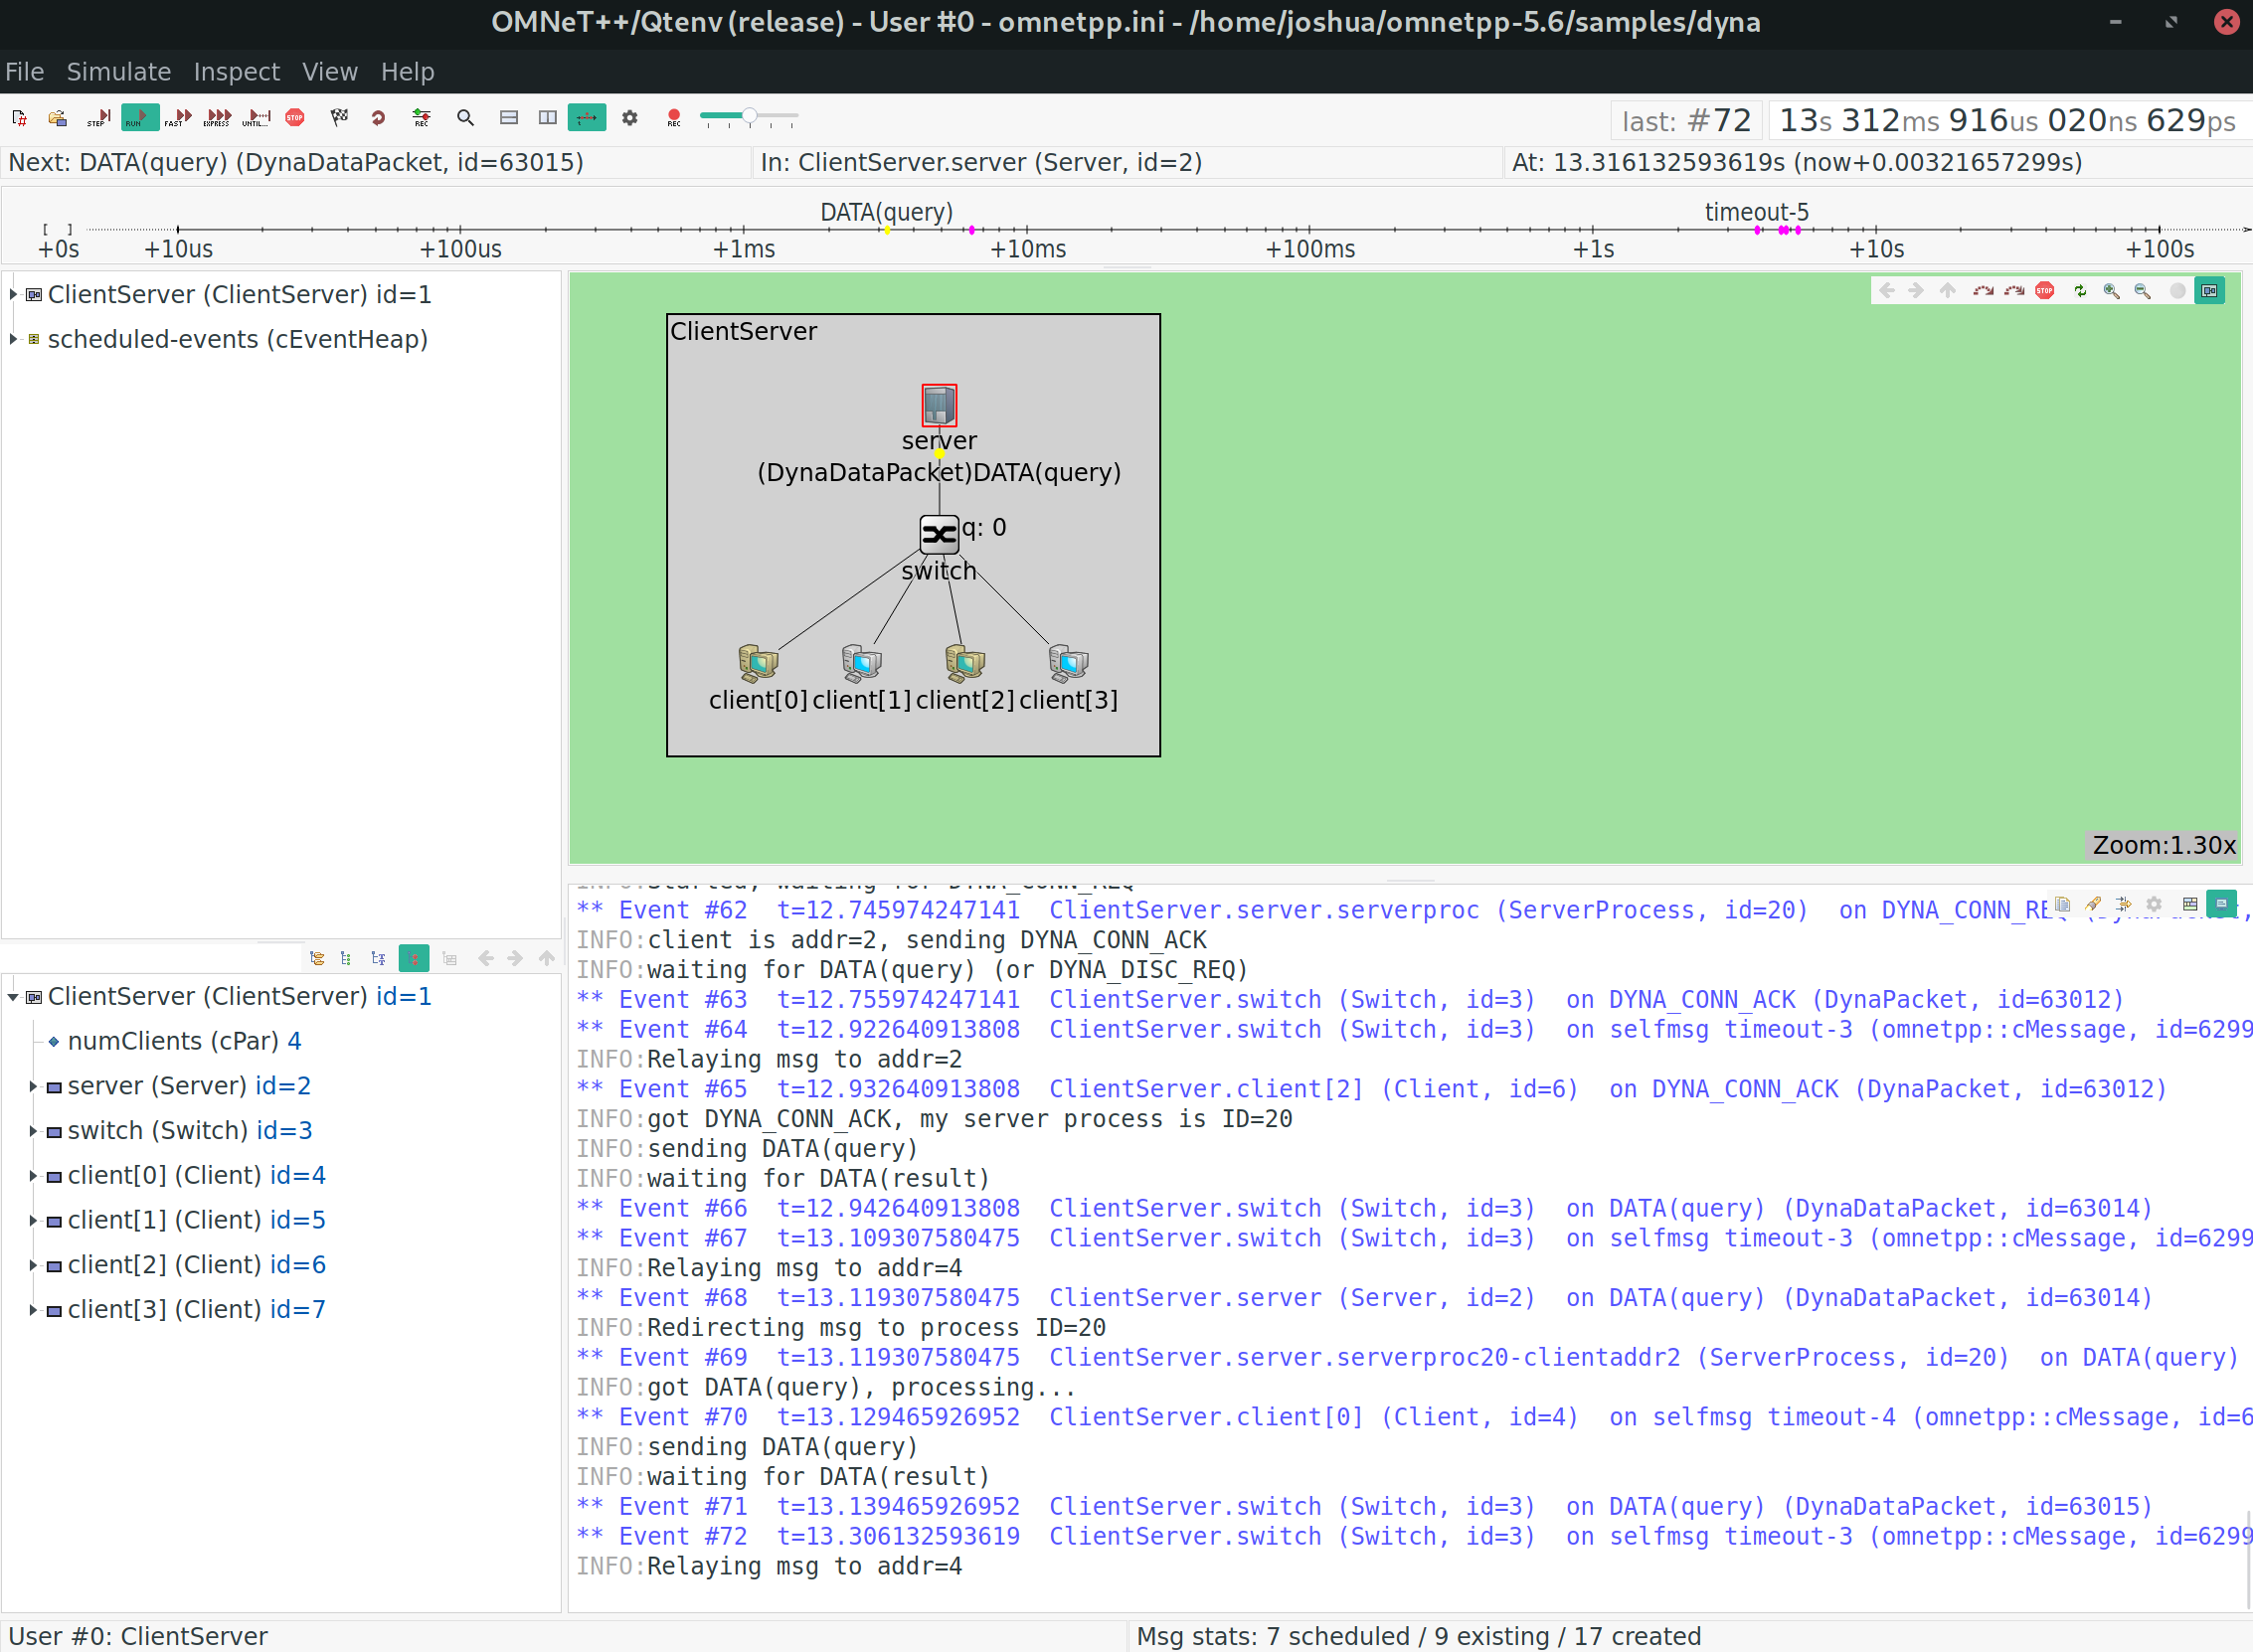 OMNeT++/Qtenv (release) - User #0 - omnetpp.ini - /home/joshua/omnetpp-5.6/samples/dyna
File Simulate Inspect View Help
STEP RUN FAST EXPRESS UNTIL... STOP REC REC last: #72 13s 312ms 916us 020ns 629ps
Next: DATA(query) (DynaDataPacket, id=63015) In: ClientServer.server (Server, id=2) At: 13.316132593619s (now+0.00321657299s)
DATA(query) timeout-5
+0s +10us +100us +1ms +10ms +100ms +1s +10s +100s
ClientServer (ClientServer) id=1
scheduled-events (cEventHeap)
STOP
ClientServer
server
(DynaDataPacket)DATA(query)
q: 0
switch
client[0] client[1] client[2] client[3]
Zoom:1.30x
ClientServer (ClientServer) id=1
numClients (cPar) 4
server (Server) id=2
switch (Switch) id=3
client[0] (Client) id=4
client[1] (Client) id=5
client[2] (Client) id=6
client[3] (Client) id=7
** Event #62 t=12.745974247141 ClientServer.server.serverproc (ServerProcess, id=20) on DYNA_CONN_REQ
INFO:client is addr=2, sending DYNA_CONN_ACK
INFO:waiting for DATA(query) (or DYNA_DISC_REQ)
** Event #63 t=12.755974247141 ClientServer.switch (Switch, id=3) on DYNA_CONN_ACK (DynaPacket, id=63012)
** Event #64 t=12.922640913808 ClientServer.switch (Switch, id=3) on selfmsg timeout-3 (omnetpp::cMessage, id=6299
INFO:Relaying msg to addr=2
** Event #65 t=12.932640913808 ClientServer.client[2] (Client, id=6) on DYNA_CONN_ACK (DynaPacket, id=63012)
INFO:got DYNA_CONN_ACK, my server process is ID=20
INFO:sending DATA(query)
INFO:waiting for DATA(result)
** Event #66 t=12.942640913808 ClientServer.switch (Switch, id=3) on DATA(query) (DynaDataPacket, id=63014)
** Event #67 t=13.109307580475 ClientServer.switch (Switch, id=3) on selfmsg timeout-3 (omnetpp::cMessage, id=6299
INFO:Relaying msg to addr=4
** Event #68 t=13.119307580475 ClientServer.server (Server, id=2) on DATA(query) (DynaDataPacket, id=63014)
INFO:Redirecting msg to process ID=20
** Event #69 t=13.119307580475 ClientServer.server.serverproc20-clientaddr2 (ServerProcess, id=20) on DATA(query)
INFO:got DATA(query), processing...
** Event #70 t=13.129465926952 ClientServer.client[0] (Client, id=4) on selfmsg timeout-4 (omnetpp::cMessage, id=6
INFO:sending DATA(query)
INFO:waiting for DATA(result)
** Event #71 t=13.139465926952 ClientServer.switch (Switch, id=3) on DATA(query) (DynaDataPacket, id=63015)
** Event #72 t=13.306132593619 ClientServer.switch (Switch, id=3) on selfmsg timeout-3 (omnetpp::cMessage, id=6299
INFO:Relaying msg to addr=4
User #0: ClientServer
Msg stats: 7 scheduled / 9 existing / 17 created